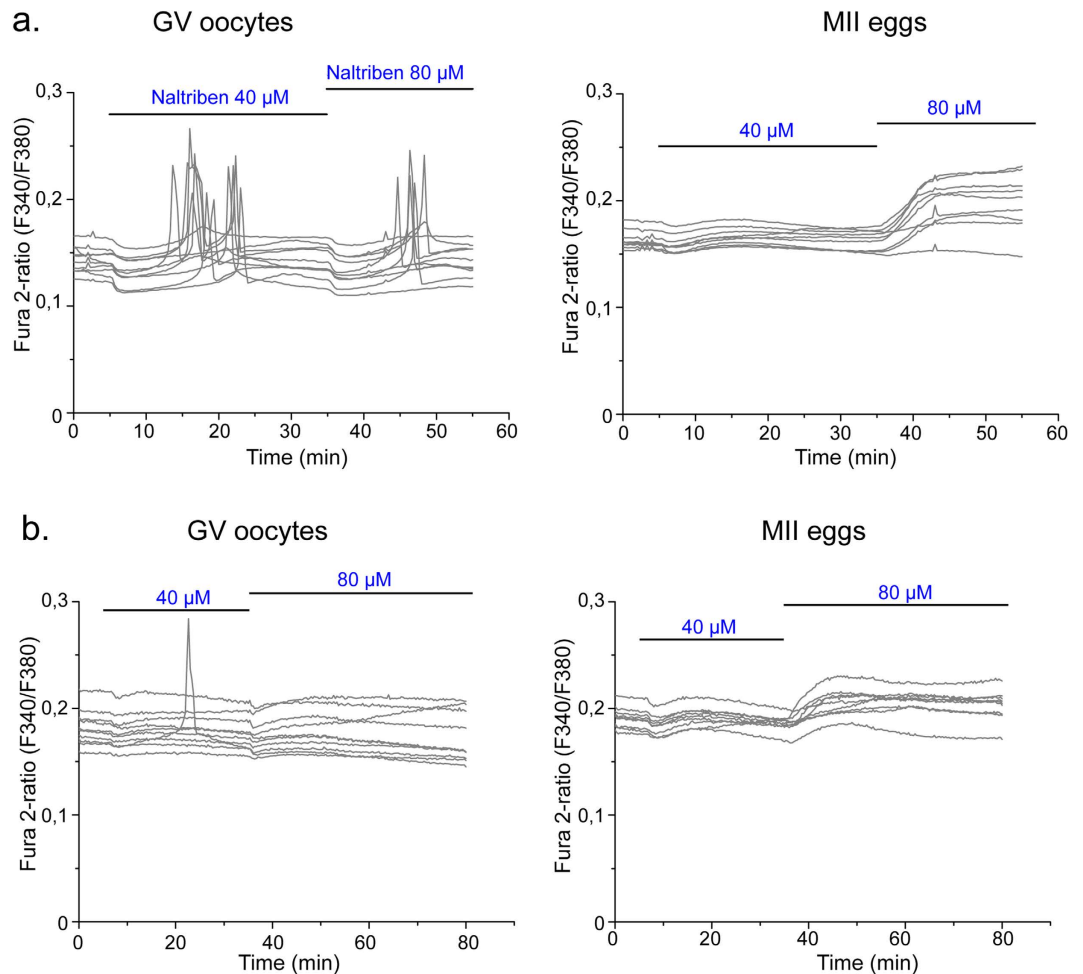 a.
GV oocytes
MII eggs
Naltriben 40 µM
Naltriben 80 µM
0,3
0,2
0,1
0
Fura 2-ratio (F340/F380)
0 10 20 30 40 50 60
Time (min)
40 µM
80 µM
0,3
0,2
0,1
0
Fura 2-ratio (F340/F380)
0 10 20 30 40 50 60
Time (min)
b.
GV oocytes
MII eggs
40 µM
80 µM
0,3
0,2
0,1
0
Fura 2-ratio (F340/F380)
0 20 40 60 80
Time (min)
40 µM
80 µM
0,3
0,2
0,1
0
Fura 2-ratio (F340/F380)
0 20 40 60 80
Time (min)